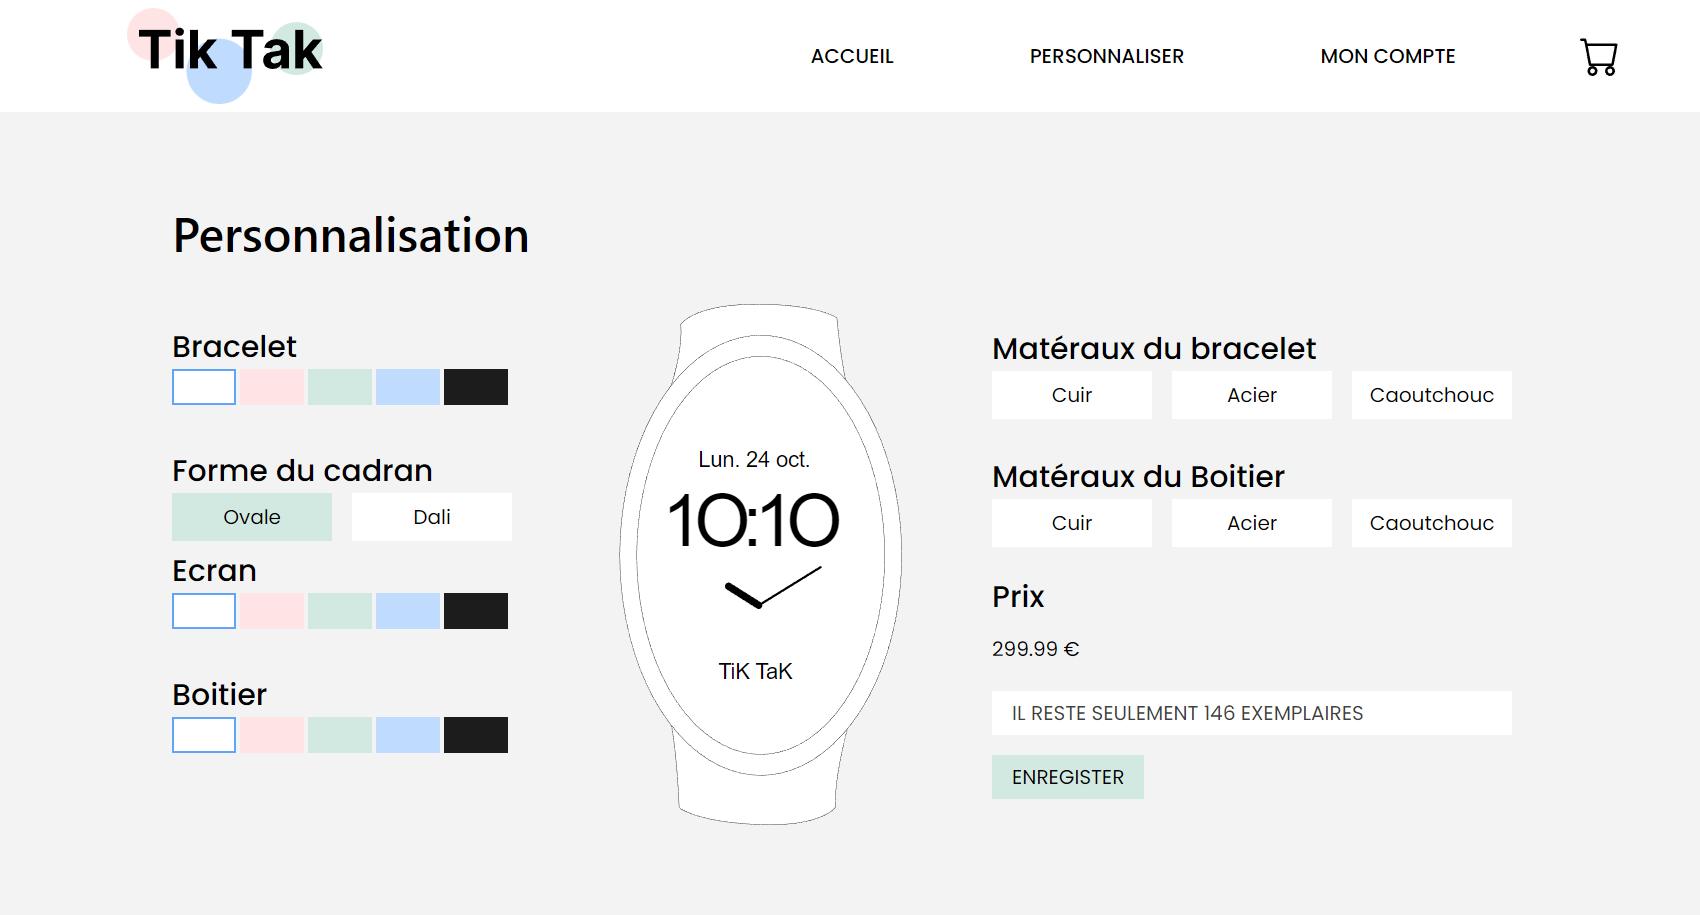 Tik Tak
ACCUEIL
PERSONNALISER
MON COMPTE
Personnalisation
Bracelet
Forme du cadran
Ovale
Dali
Ecran
Boitier
Lun. 24 oct.
10:10
TiK TaK
Matéraux du bracelet
Cuir
Acier
Caoutchouc
Matéraux du Boitier
Cuir
Acier
Caoutchouc
Prix
299.99 €
IL RESTE SEULEMENT 146 EXEMPLAIRES
ENREGISTER